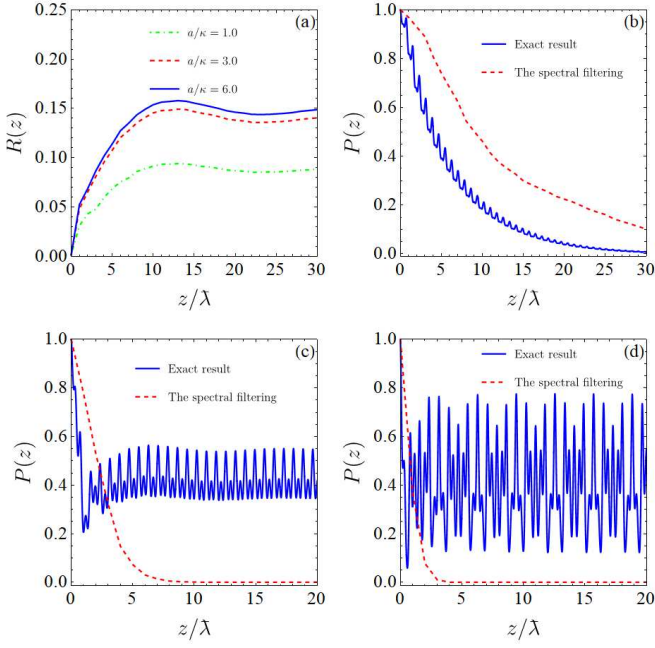 (a)
a/κ = 1.0
a/κ = 3.0
a/κ = 6.0
R(z)
0.35
0.30
0.25
0.20
0.15
0.10
0.05
0.00
0 5 10 15 20 25 30
z/ƛ
(b)
Exact result
The spectral filtering
P(z)
1.0
0.8
0.6
0.4
0.2
0.0
0 5 10 15 20 25 30
z/ƛ
(c)
Exact result
The spectral filtering
P(z)
1.0
0.8
0.6
0.4
0.2
0.0
0 5 10 15 20
z/ƛ
(d)
Exact result
The spectral filtering
P(z)
1.0
0.8
0.6
0.4
0.2
0.0
0 5 10 15 20
z/ƛ